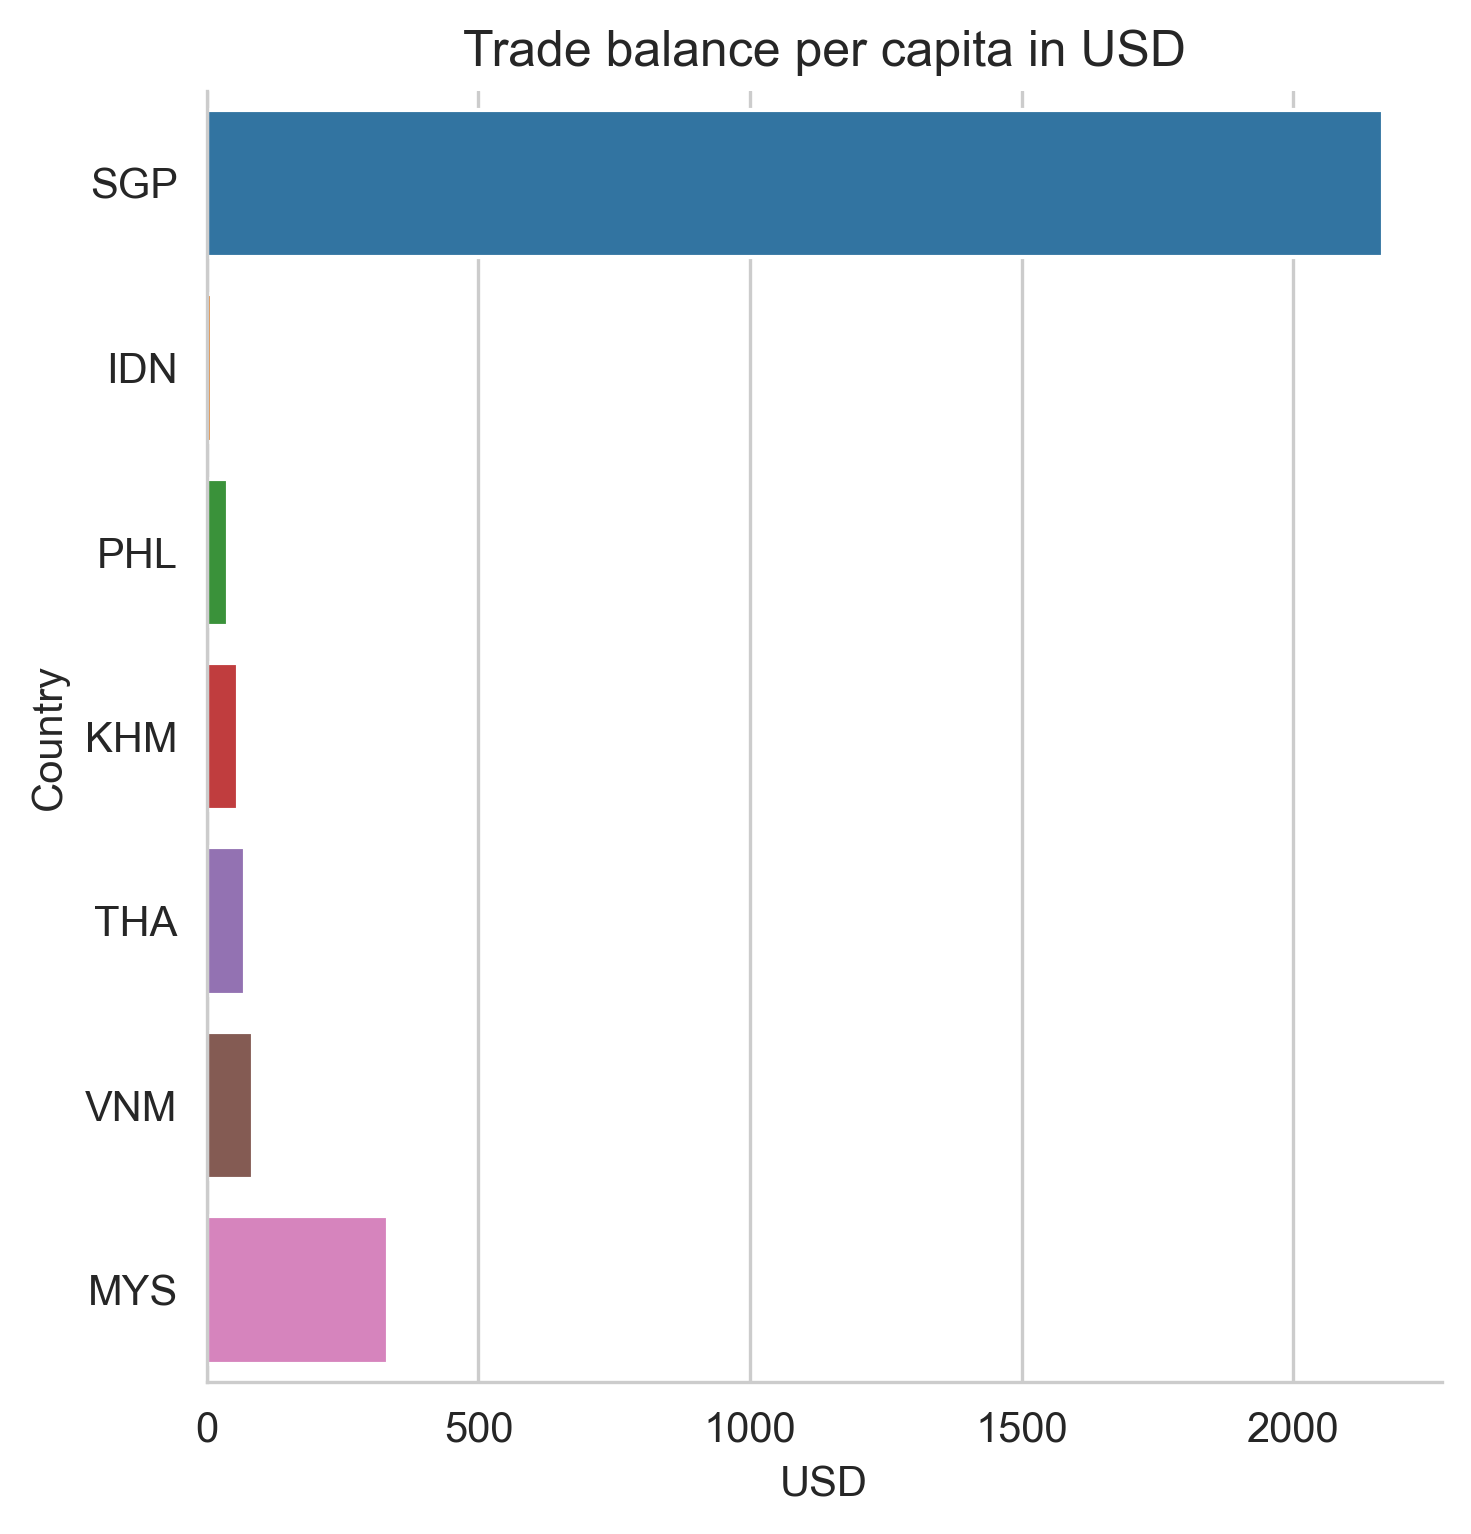 Trade balance per capita in USD
SGP
IDN
PHL
KHM
THA
VNM
MYS
Country
0 500 1000 1500 2000
USD